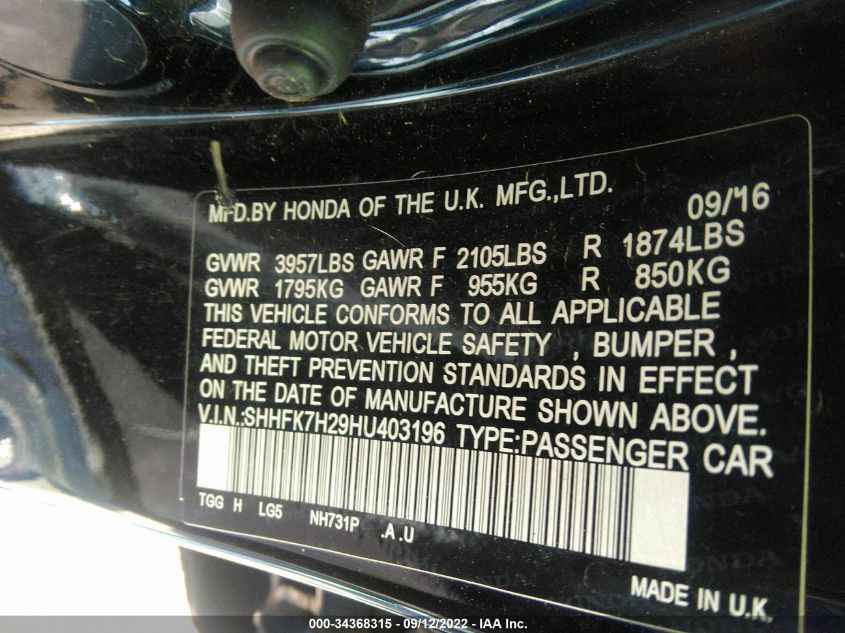 MFD.BY HONDA OF THE U.K. MFG.,LTD. 09/16
GVWR 3957LBS GAWR F 2105LBS R 1874LBS
GVWR 1795KG GAWR F 955KG R 850KG
THIS VEHICLE CONFORMS TO ALL APPLICABLE
FEDERAL MOTOR VEHICLE SAFETY , BUMPER ,
AND THEFT PREVENTION STANDARDS IN EFFECT
ON THE DATE OF MANUFACTURE SHOWN ABOVE.
V.I.N.:SHHFK7H29HU403196 TYPE:PASSENGER CAR
TGG H LG5 NH731P .A.U
MADE IN U.K.
000-34368315 - 09/12/2022 - IAA Inc.